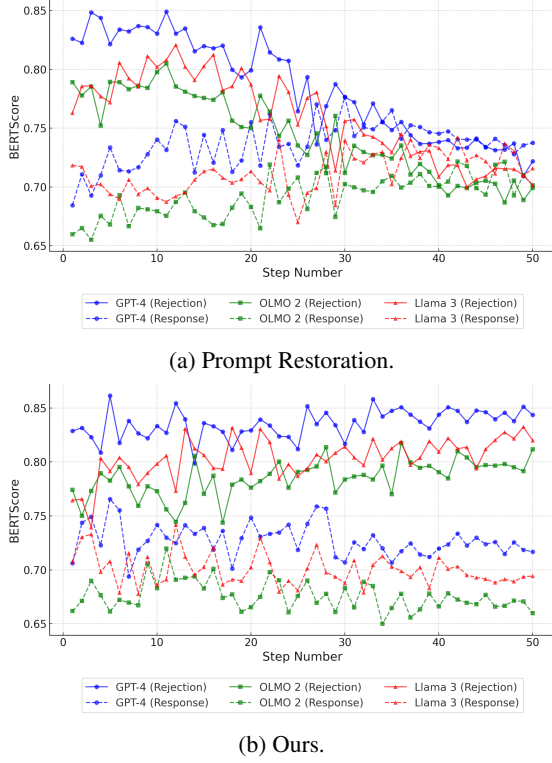 0.85
0.80
0.75
0.70
0.65
BERTScore
0 10 20 30 40 50
Step Number
GPT-4 (Rejection) OLMO 2 (Rejection) Llama 3 (Rejection)
GPT-4 (Response) OLMO 2 (Response) Llama 3 (Response)
(a) Prompt Restoration.
0.85
0.80
0.75
0.70
0.65
BERTScore
0 10 20 30 40 50
Step Number
GPT-4 (Rejection) OLMO 2 (Rejection) Llama 3 (Rejection)
GPT-4 (Response) OLMO 2 (Response) Llama 3 (Response)
(b) Ours.